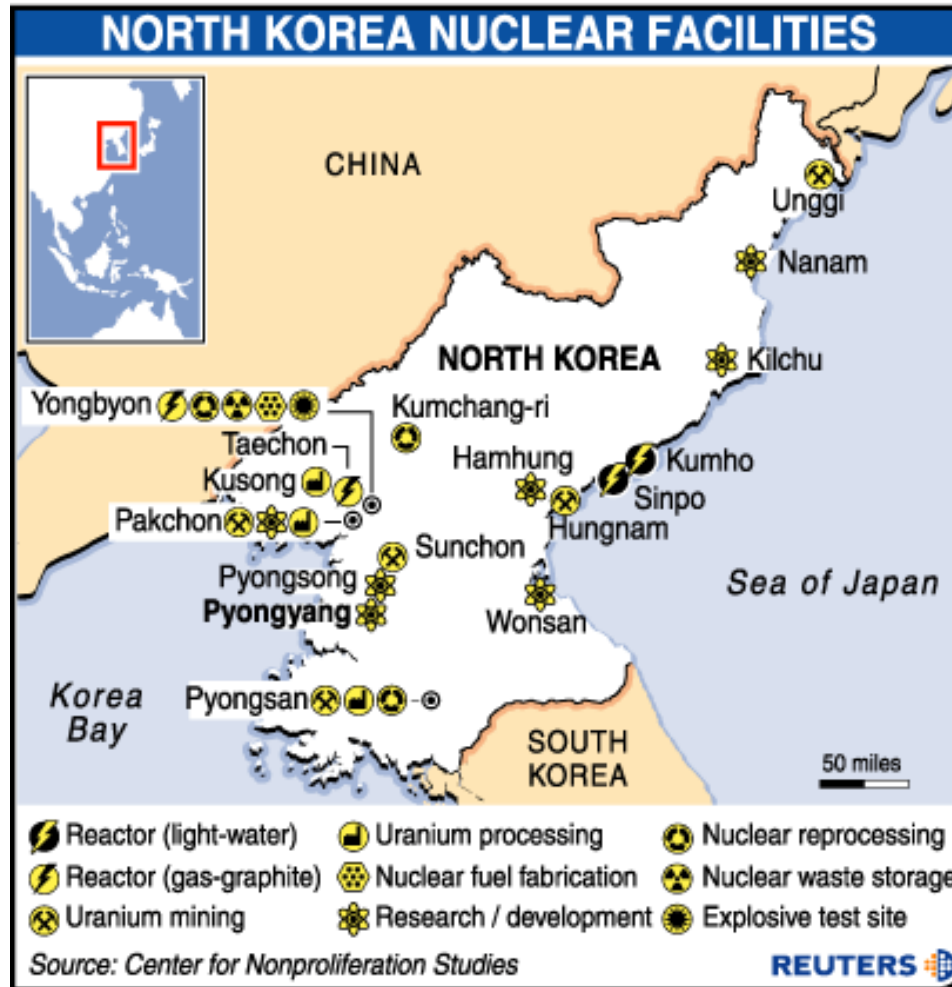 NORTH KOREA NUCLEAR FACILITIES
CHINA
Unggi
Nanam
NORTH KOREA
Kilchu
Yongbyon
Kumchang-ri
Taechon
Hamhung
Kumho
Kusong
Sinpo
Pakchon
Hungnam
Sunchon
Pyongsong
Sea of Japan
Pyongyang
Wonsan
Korea
Bay
Pyongsan
SOUTH
KOREA
50 miles
Reactor (light-water)
Uranium processing
Nuclear reprocessing
Reactor (gas-graphite)
Nuclear fuel fabrication
Nuclear waste storage
Uranium mining
Research / development
Explosive test site
Source: Center for Nonproliferation Studies
REUTERS